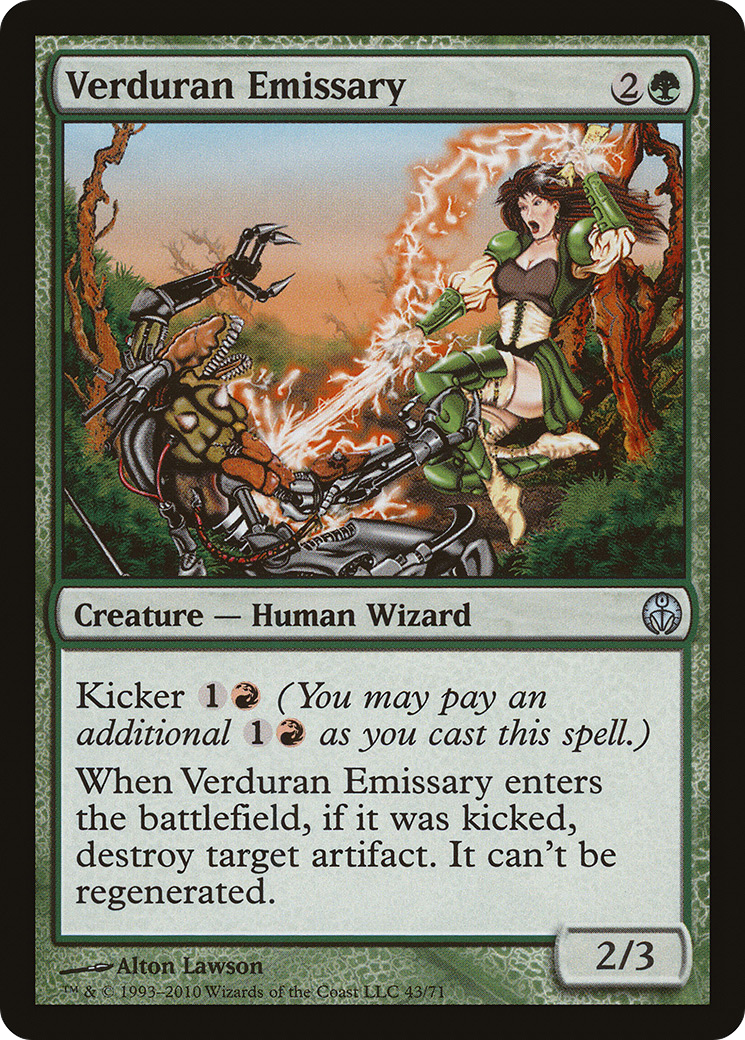 Verduran Emissary 2
Creature — Human Wizard
Kicker 1 (You may pay an
additional 1 as you cast this spell.)
When Verduran Emissary enters
the battlefield, if it was kicked,
destroy target artifact. It can't be
regenerated.
2/3
Alton Lawson
™ & © 1993–2010 Wizards of the Coast LLC 43/71